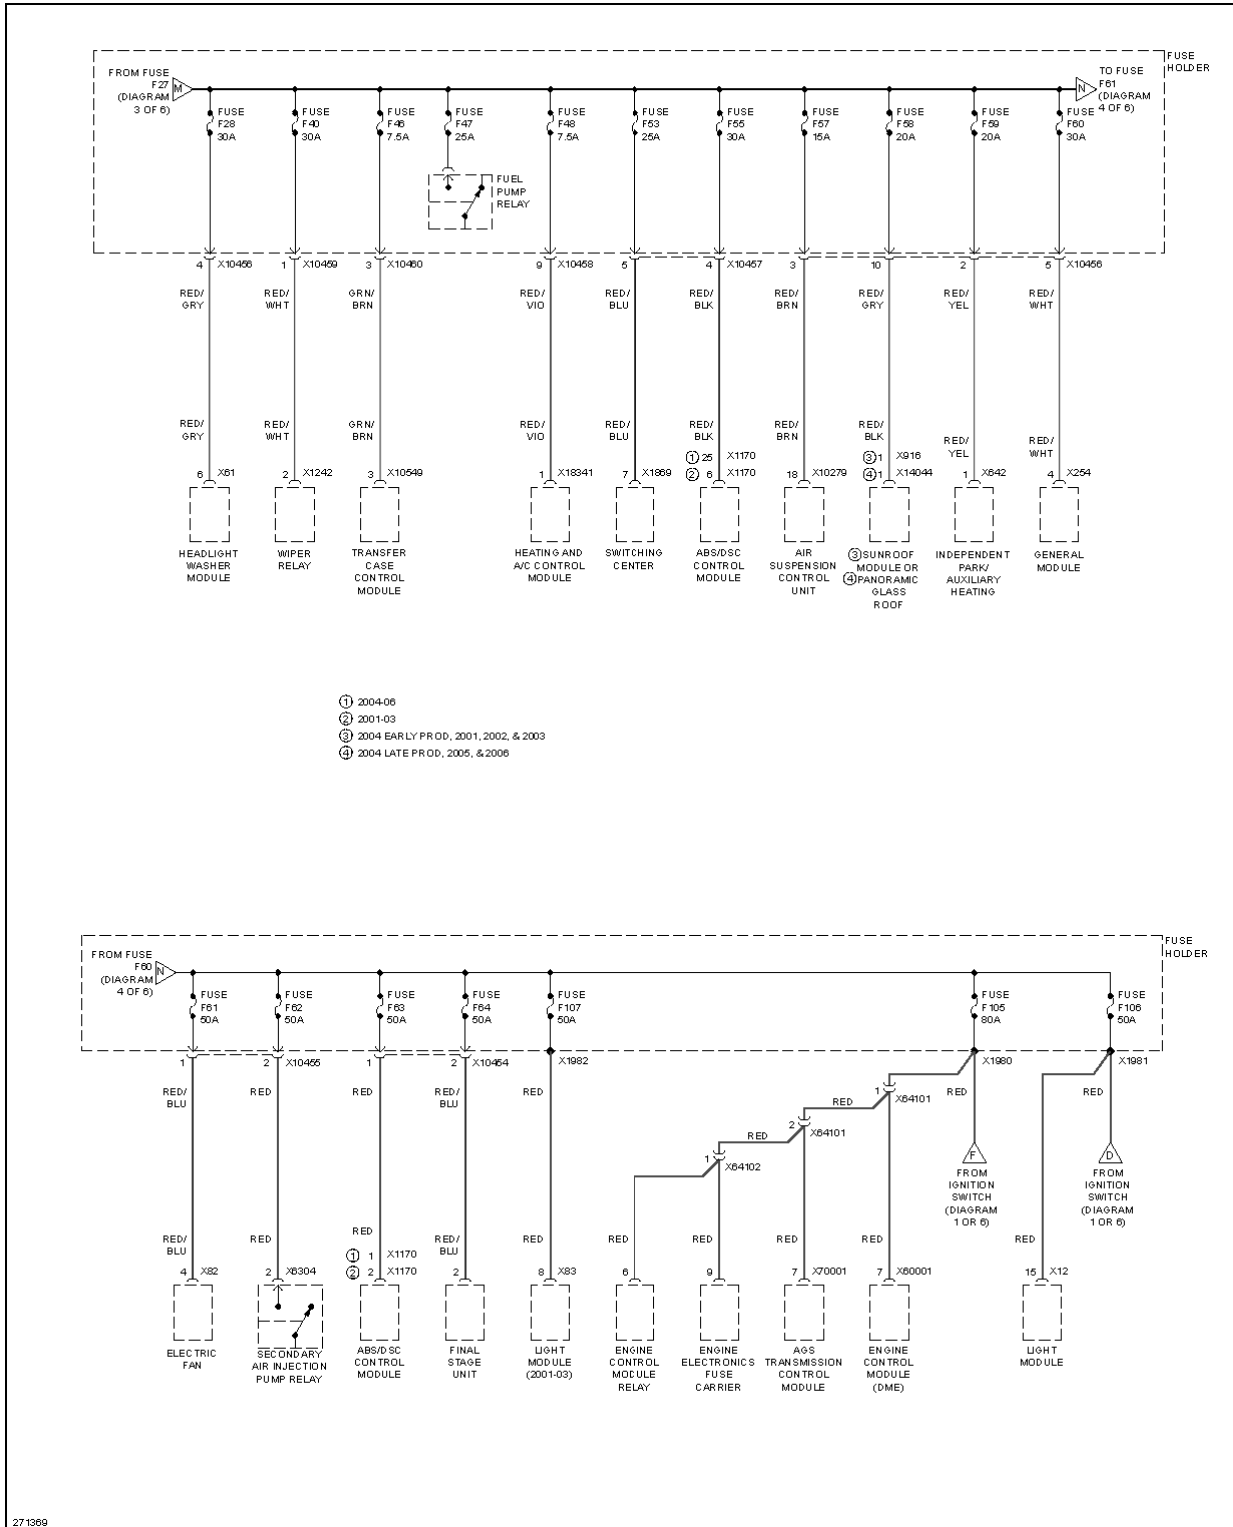 FUSE
HOLDER
FROM FUSE
F27
(DIAGRAM
3 OF 6)
M
TO FUSE
F61
(DIAGRAM
4 OF 6)
N
FUSE
F28
30A
FUSE
F40
30A
FUSE
F46
7.5A
FUSE
F47
25A
FUSE
F48
7.5A
FUSE
F53
25A
FUSE
F55
30A
FUSE
F57
15A
FUSE
F58
20A
FUSE
F59
20A
FUSE
F60
30A
FUEL
PUMP
RELAY
4 X10456
1 X10459
3 X10460
9 X10458
5
4 X10457
3
10
2
5 X10456
RED/
GRY
RED/
WHT
GRN/
BRN
RED/
VIO
RED/
BLU
RED/
BLK
RED/
BRN
RED/
GRY
RED/
YEL
RED/
WHT
RED/
GRY
RED/
WHT
GRN/
BRN
RED/
VIO
RED/
BLU
RED/
BLK
RED/
BRN
RED/
BLK
RED/
YEL
RED/
WHT
6 X61
2 X1242
3 X10549
1 X18341
7 X1869
① 25 X1170
② 6 X1170
18 X10279
③ 1 X916
④ 1 X14044
1 X642
4 X254
HEADLIGHT
WASHER
MODULE
WIPER
RELAY
TRANSFER
CASE
CONTROL
MODULE
HEATING AND
A/C CONTROL
MODULE
SWITCHING
CENTER
ABS/DSC
CONTROL
MODULE
AIR
SUSPENSION
CONTROL
UNIT
③ SUNROOF
MODULE OR
④ PANORAMIC
GLASS
ROOF
INDEPENDENT
PARK/
AUXILIARY
HEATING
GENERAL
MODULE
① 2004-06
② 2001-03
③ 2004 EARLY PROD, 2001, 2002, & 2003
④ 2004 LATE PROD, 2005, & 2006
FUSE
HOLDER
FROM FUSE
F60
(DIAGRAM
4 OF 6)
N
FUSE
F61
50A
FUSE
F62
50A
FUSE
F63
50A
FUSE
F64
50A
FUSE
F107
50A
FUSE
F105
80A
FUSE
F106
50A
1
2 X10455
1
2 X10454
X1982
X1980
X1981
RED/
BLU
RED
RED
RED/
BLU
RED
RED
RED
RED
1 X64101
RED
2 X64101
RED
1 X64102
F
FROM
IGNITION
SWITCH
(DIAGRAM
1 OR 6)
D
FROM
IGNITION
SWITCH
(DIAGRAM
1 OR 6)
RED/
BLU
RED
RED
RED/
BLU
RED
RED
RED
RED
RED
RED
4 X82
2 X6304
① 1 X1170
② 2 X1170
2
8 X83
6
9
7 X70001
7 X60001
15 X12
ELECTRIC
FAN
SECONDARY
AIR INJECTION
PUMP RELAY
ABS/DSC
CONTROL
MODULE
FINAL
STAGE
UNIT
LIGHT
MODULE
(2001-03)
ENGINE
CONTROL
MODULE
RELAY
ENGINE
ELECTRONICS
FUSE
CARRIER
AGS
TRANSMISSION
CONTROL
MODULE
ENGINE
CONTROL
MODULE
(DME)
LIGHT
MODULE
271369